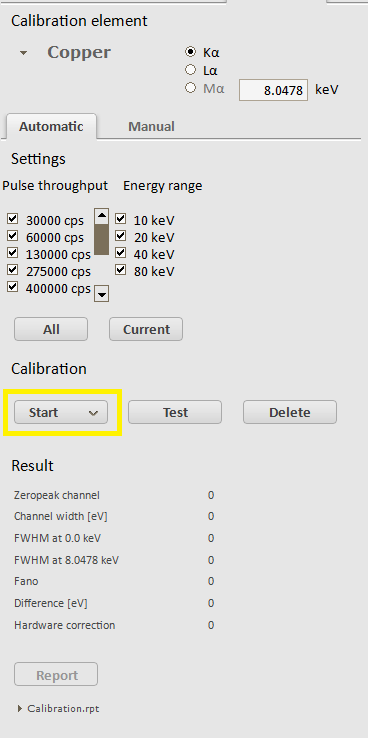 Calibration element
Copper
Kα
Lα
Mα 8.0478 keV
Automatic Manual
Settings
Pulse throughput Energy range
30000 cps 10 keV
60000 cps 20 keV
130000 cps 40 keV
275000 cps 80 keV
400000 cps
All Current
Calibration
Start Test Delete
Result
Zeropeak channel 0
Channel width [eV] 0
FWHM at 0.0 keV 0
FWHM at 8.0478 keV 0
Fano 0
Difference [eV] 0
Hardware correction 0
Report
Calibration.rpt